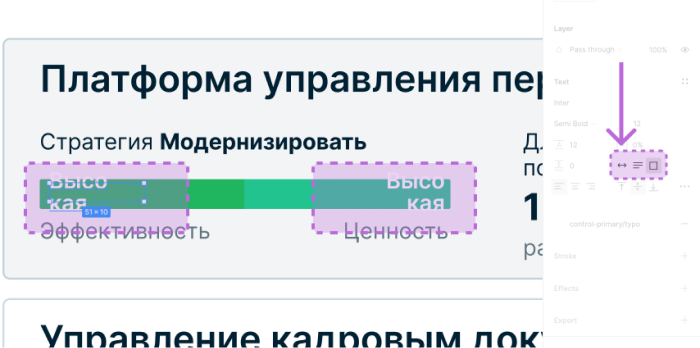 Платформа управления пер
Стратегия Модернизировать
Д
по
Высо
кая
51 × 10
Эффективность
Высо
кая
Ценность
1
ра
Управление кадровым док
Layer
Pass through
100%
Text
Inter
Semi Bold
12
12
0%
0
control-primary/typo
Stroke
Effects
Export